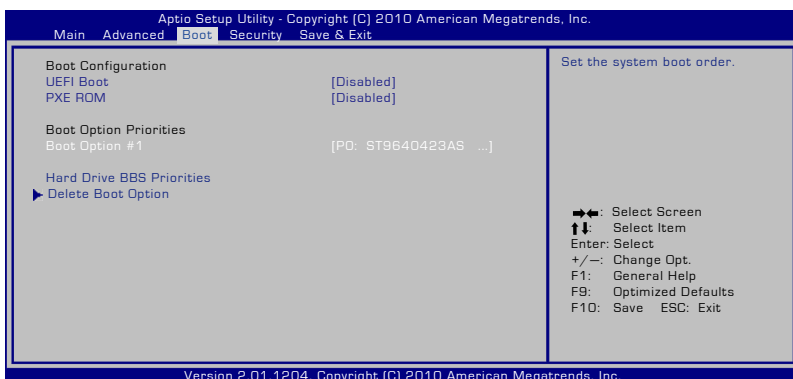 Aptio Setup Utility - Copyright (C) 2010 American Megatrends, Inc.
Main Advanced Boot Security Save & Exit
Boot Configuration
UEFI Boot [Disabled]
PXE ROM [Disabled]
Boot Option Priorities
Boot Option #1 [P0: ST9640423AS ...]
Hard Drive BBS Priorities
Delete Boot Option
Set the system boot order.
→←: Select Screen
↑↓: Select Item
Enter: Select
+/—: Change Opt.
F1: General Help
F9: Optimized Defaults
F10: Save ESC: Exit
Version 2.01.1204. Copyright (C) 2010 American Megatrends, Inc.